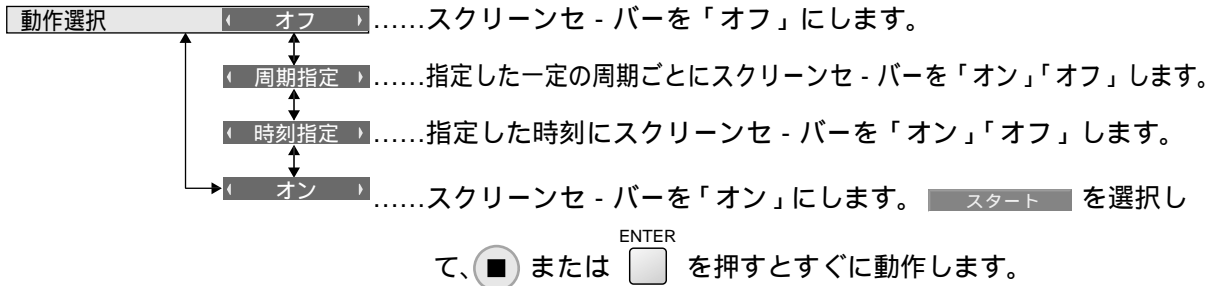 動作選択 オフ ……スクリーンセ - バーを「オフ」にします。
周期指定 ……指定した一定の周期ごとにスクリーンセ - バーを「オン」「オフ」します。
時刻指定 ……指定した時刻にスクリーンセ - バーを「オン」「オフ」します。
オン ……スクリーンセ - バーを「オン」にします。 スタート を選択し
ENTER
て、 または を押すとすぐに動作します。